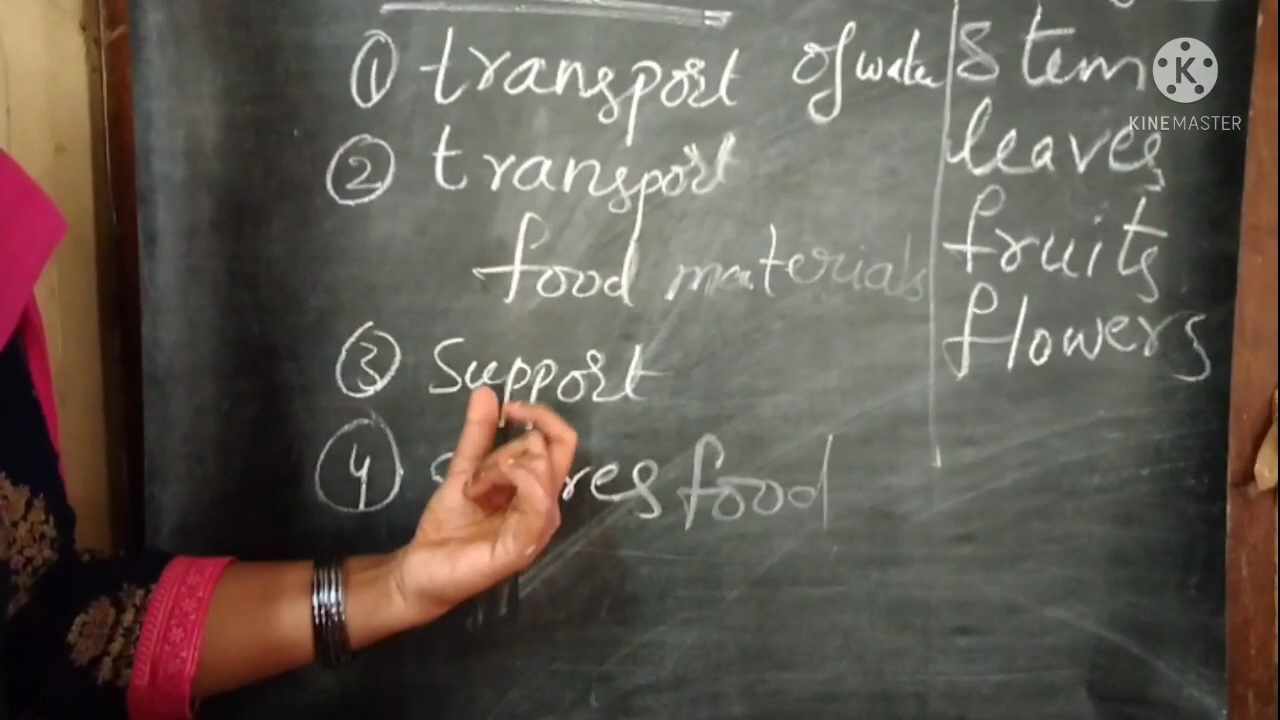 ① transport of water
② transport
food materials
③ Support
④ food
Stem
leaves
fruits
flowers
K
KINEMASTER